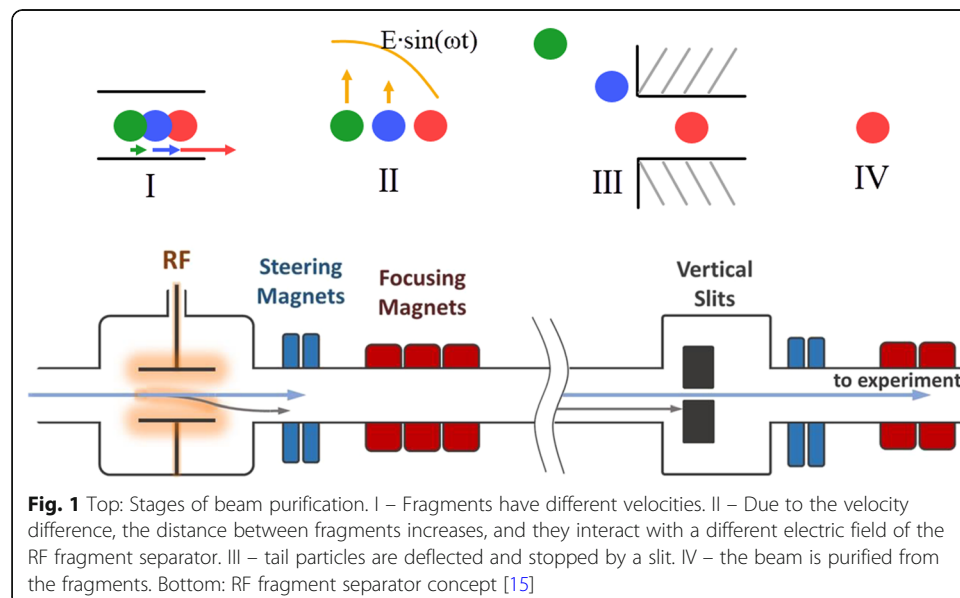 E·sin(ωt)
I
II
III
IV
RF
Steering
Magnets
Focusing
Magnets
Vertical
Slits
to experiment
Fig. 1 Top: Stages of beam purification. I – Fragments have different velocities. II – Due to the velocity
difference, the distance between fragments increases, and they interact with a different electric field of the
RF fragment separator. III – tail particles are deflected and stopped by a slit. IV – the beam is purified from
the fragments. Bottom: RF fragment separator concept [15]